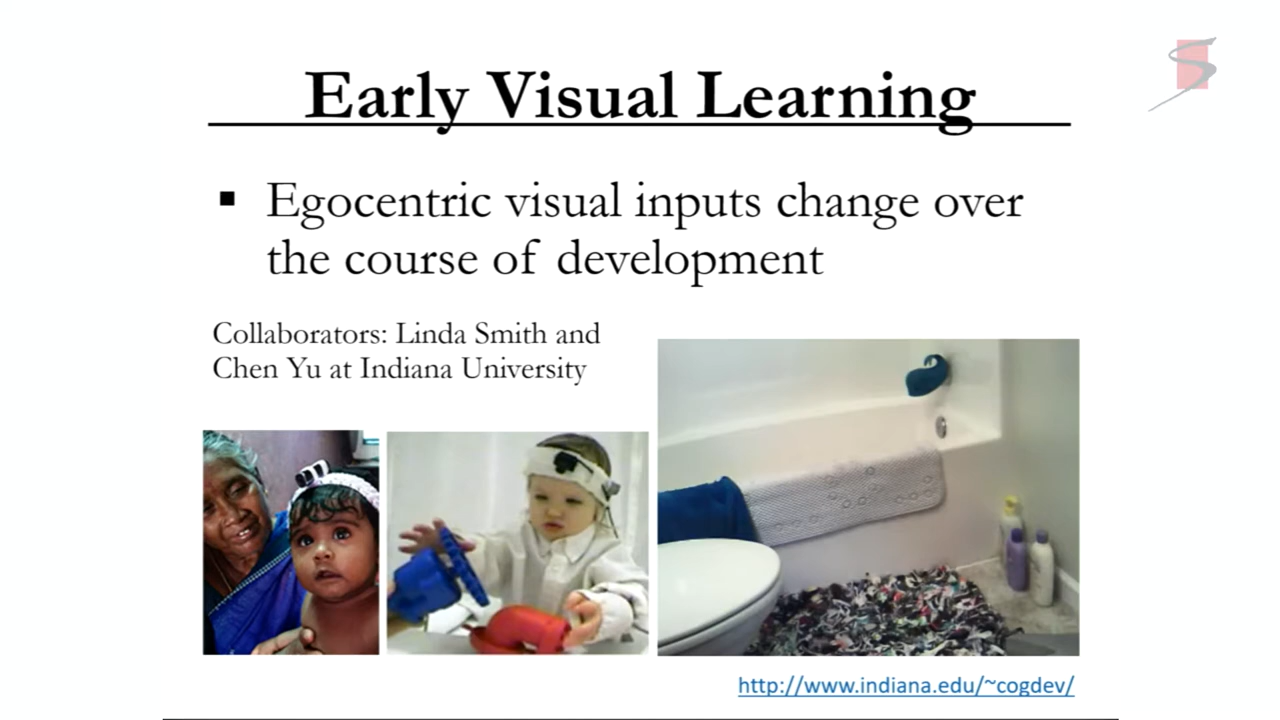 Early Visual Learning
Egocentric visual inputs change over
the course of development
Collaborators: Linda Smith and
Chen Yu at Indiana University
http://www.indiana.edu/~cogdev/